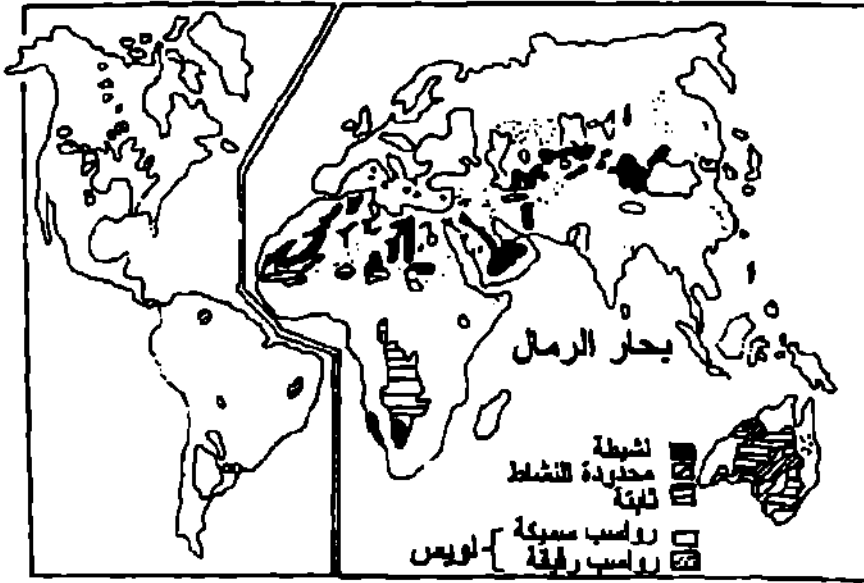 بحار الرمال
نشيطة
محدودة النشاط
ثابتة
رواسب سميكة
رواسب رقيقة
لويس